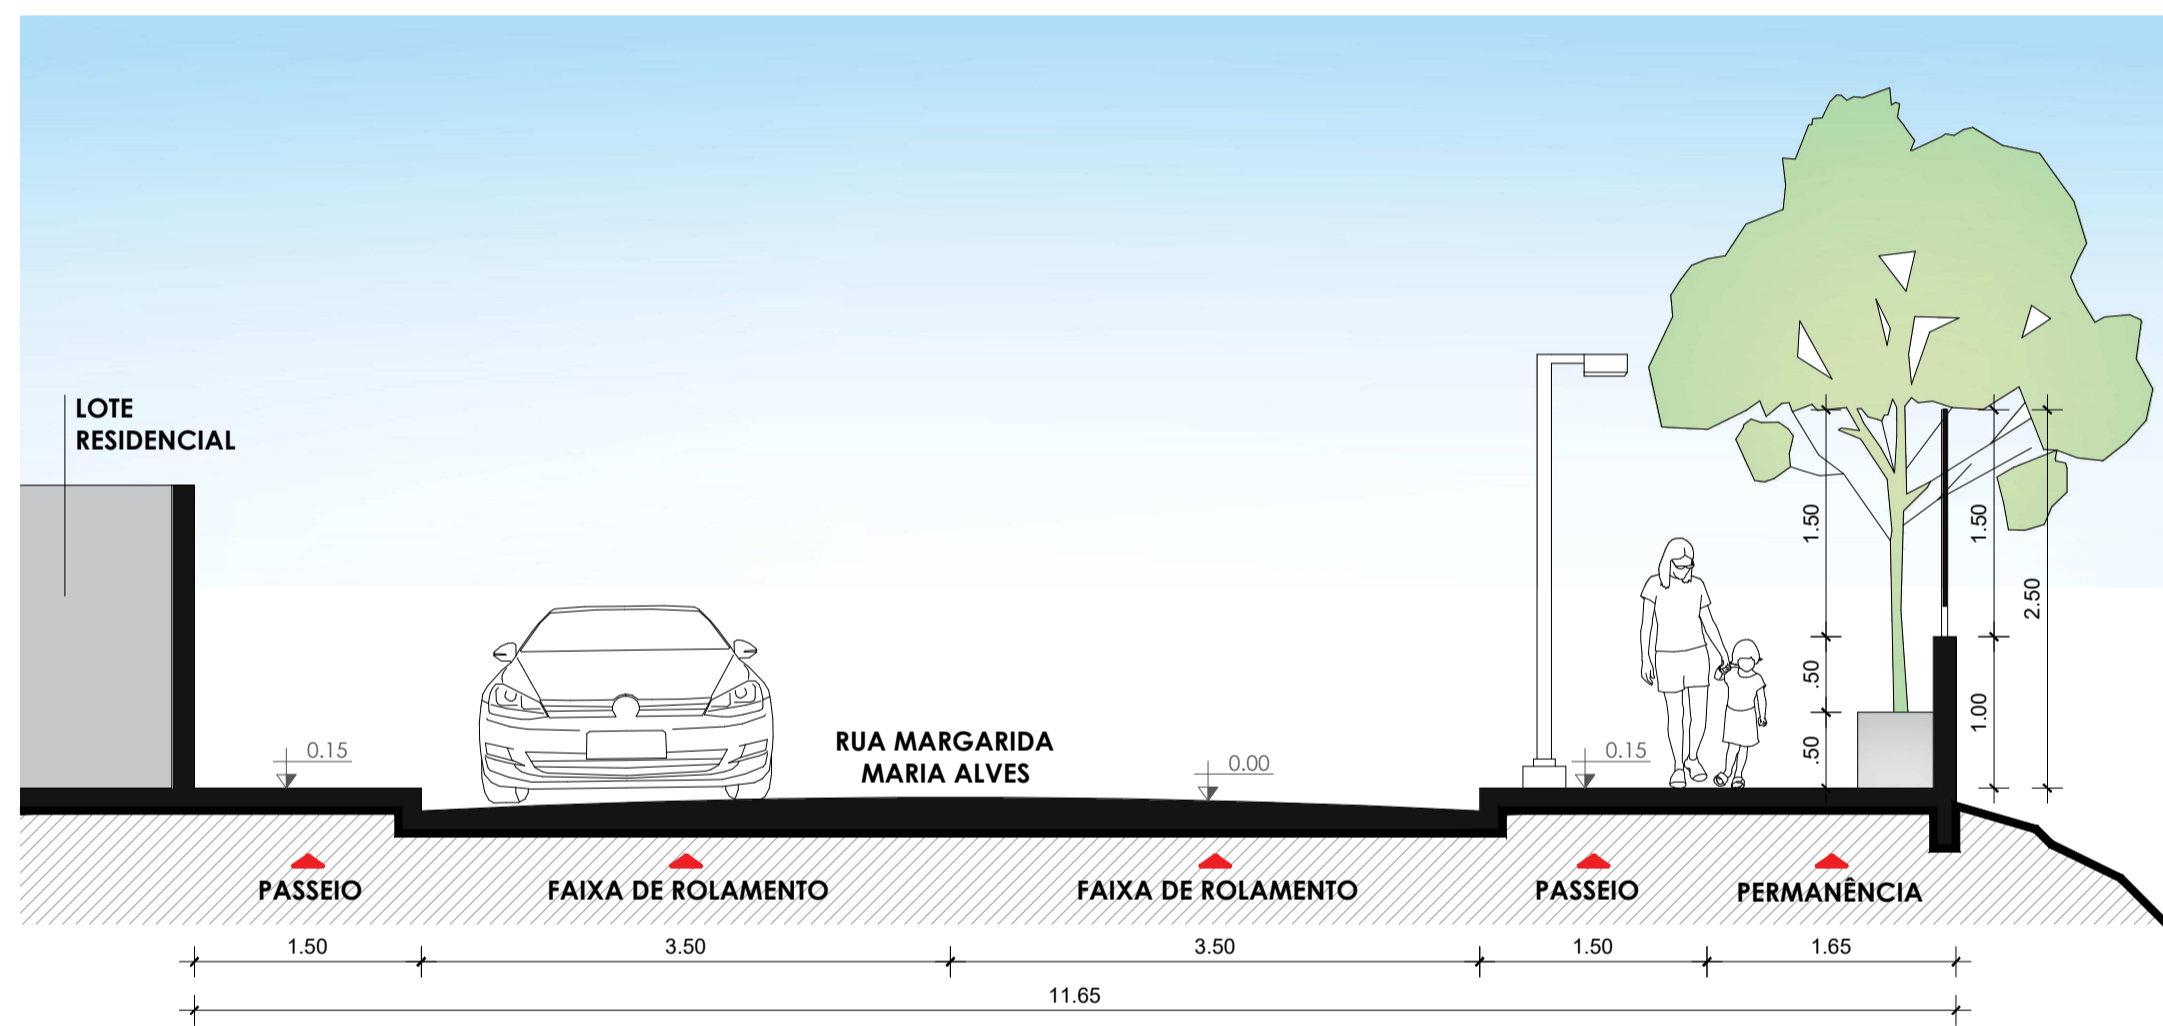 LOTE
RESIDENCIAL
1.50
1.50
2.50
.50
1.00
.50
0.15
RUA MARGARIDA
MARIA ALVES
0.00
0.15
PASSEIO
FAIXA DE ROLAMENTO
FAIXA DE ROLAMENTO
PASSEIO
PERMANÊNCIA
1.50
3.50
3.50
1.50
1.65
11.65